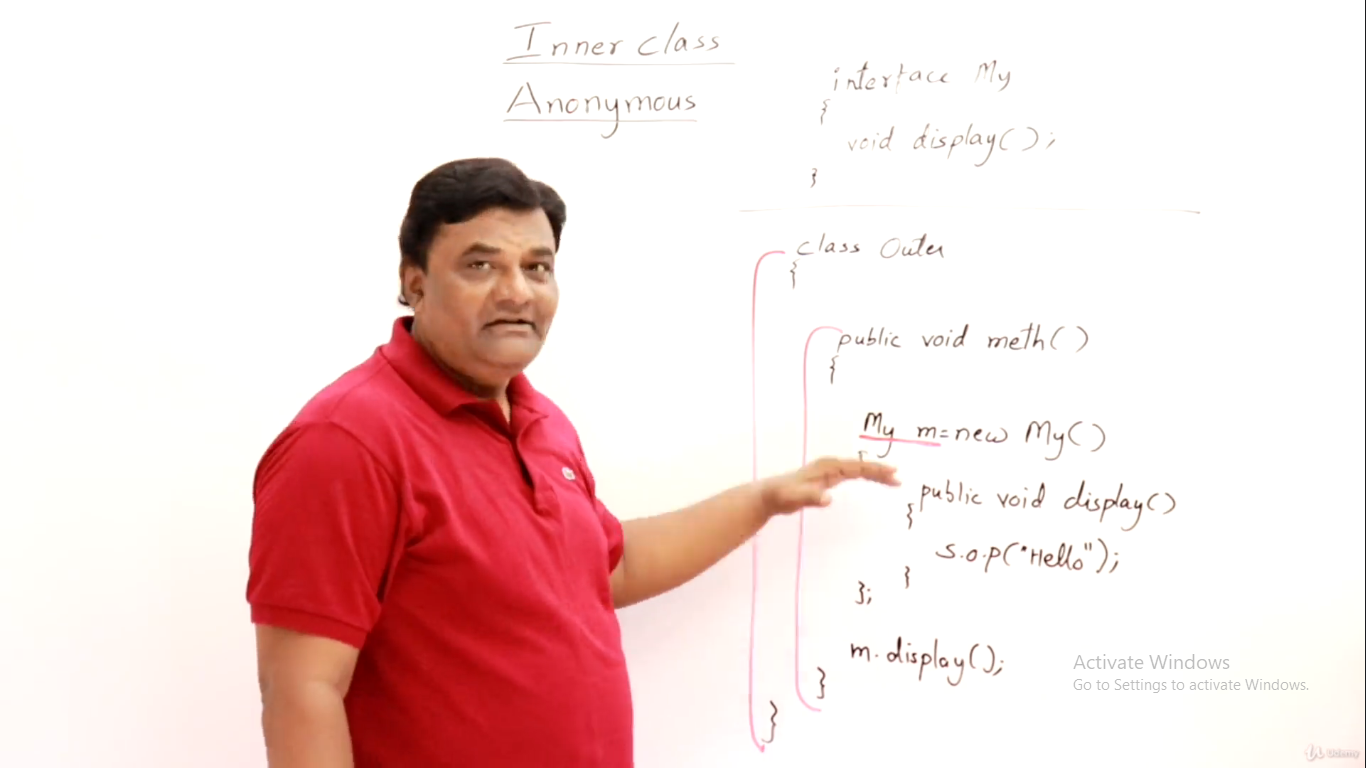 Inner class
Anonymous
interface My
{
void display();
}
class Outer
{
public void meth()
{
My m=new My()
{
public void display()
{
S.O.P("Hello");
}
};
m.display();
}
}
Activate Windows
Go to Settings to activate Windows.
Udemy